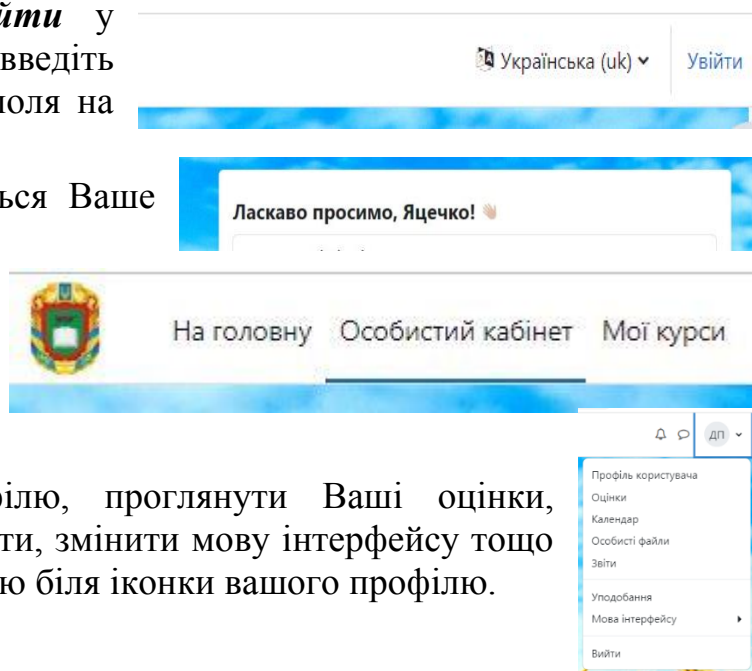 йти у
введіть
поля на
Українська (uk)
Увійти
ься Ваше
Ласкаво просимо, Яцечко! 👋
На головну Особистий кабінет Мої курси
ДП
Профіль користувача
Оцінки
Календар
Особисті файли
Звіти
Уподобання
Мова інтерфейсу
Вийти
ілю, проглянути Ваші оцінки,
ти, змінити мову інтерфейсу тощо
ю біля іконки вашого профілю.